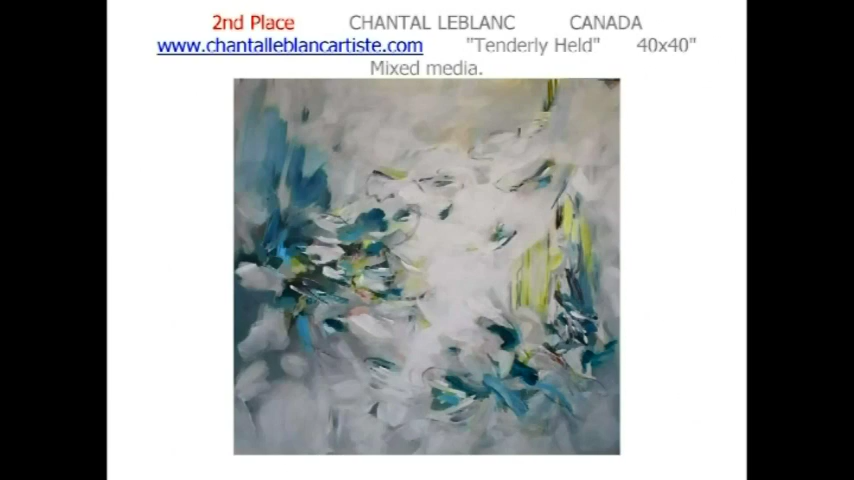 2nd Place CHANTAL LEBLANC CANADA
www.chantalleblancartiste.com "Tenderly Held" 40x40"
Mixed media.